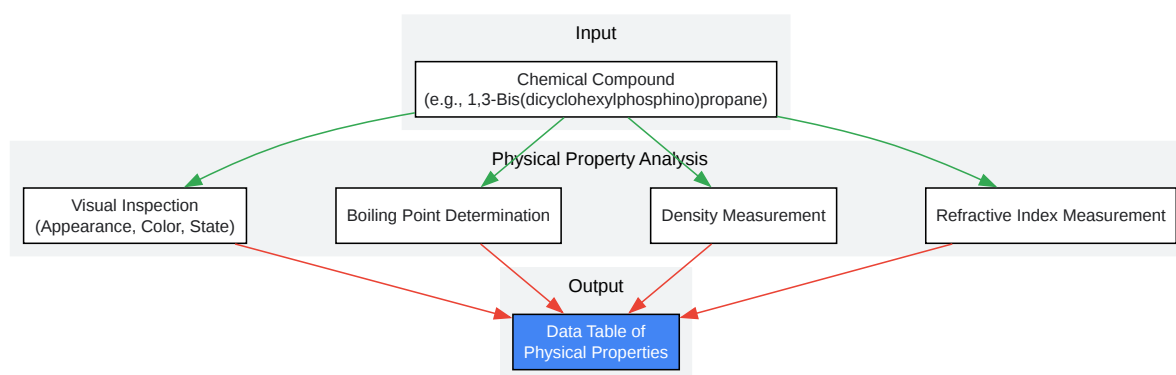 Input
Chemical Compound
(e.g., 1,3-Bis(dicyclohexylphosphino)propane)
Physical Property Analysis
Visual Inspection
(Appearance, Color, State)
Boiling Point Determination
Density Measurement
Refractive Index Measurement
Output
Data Table of
Physical Properties